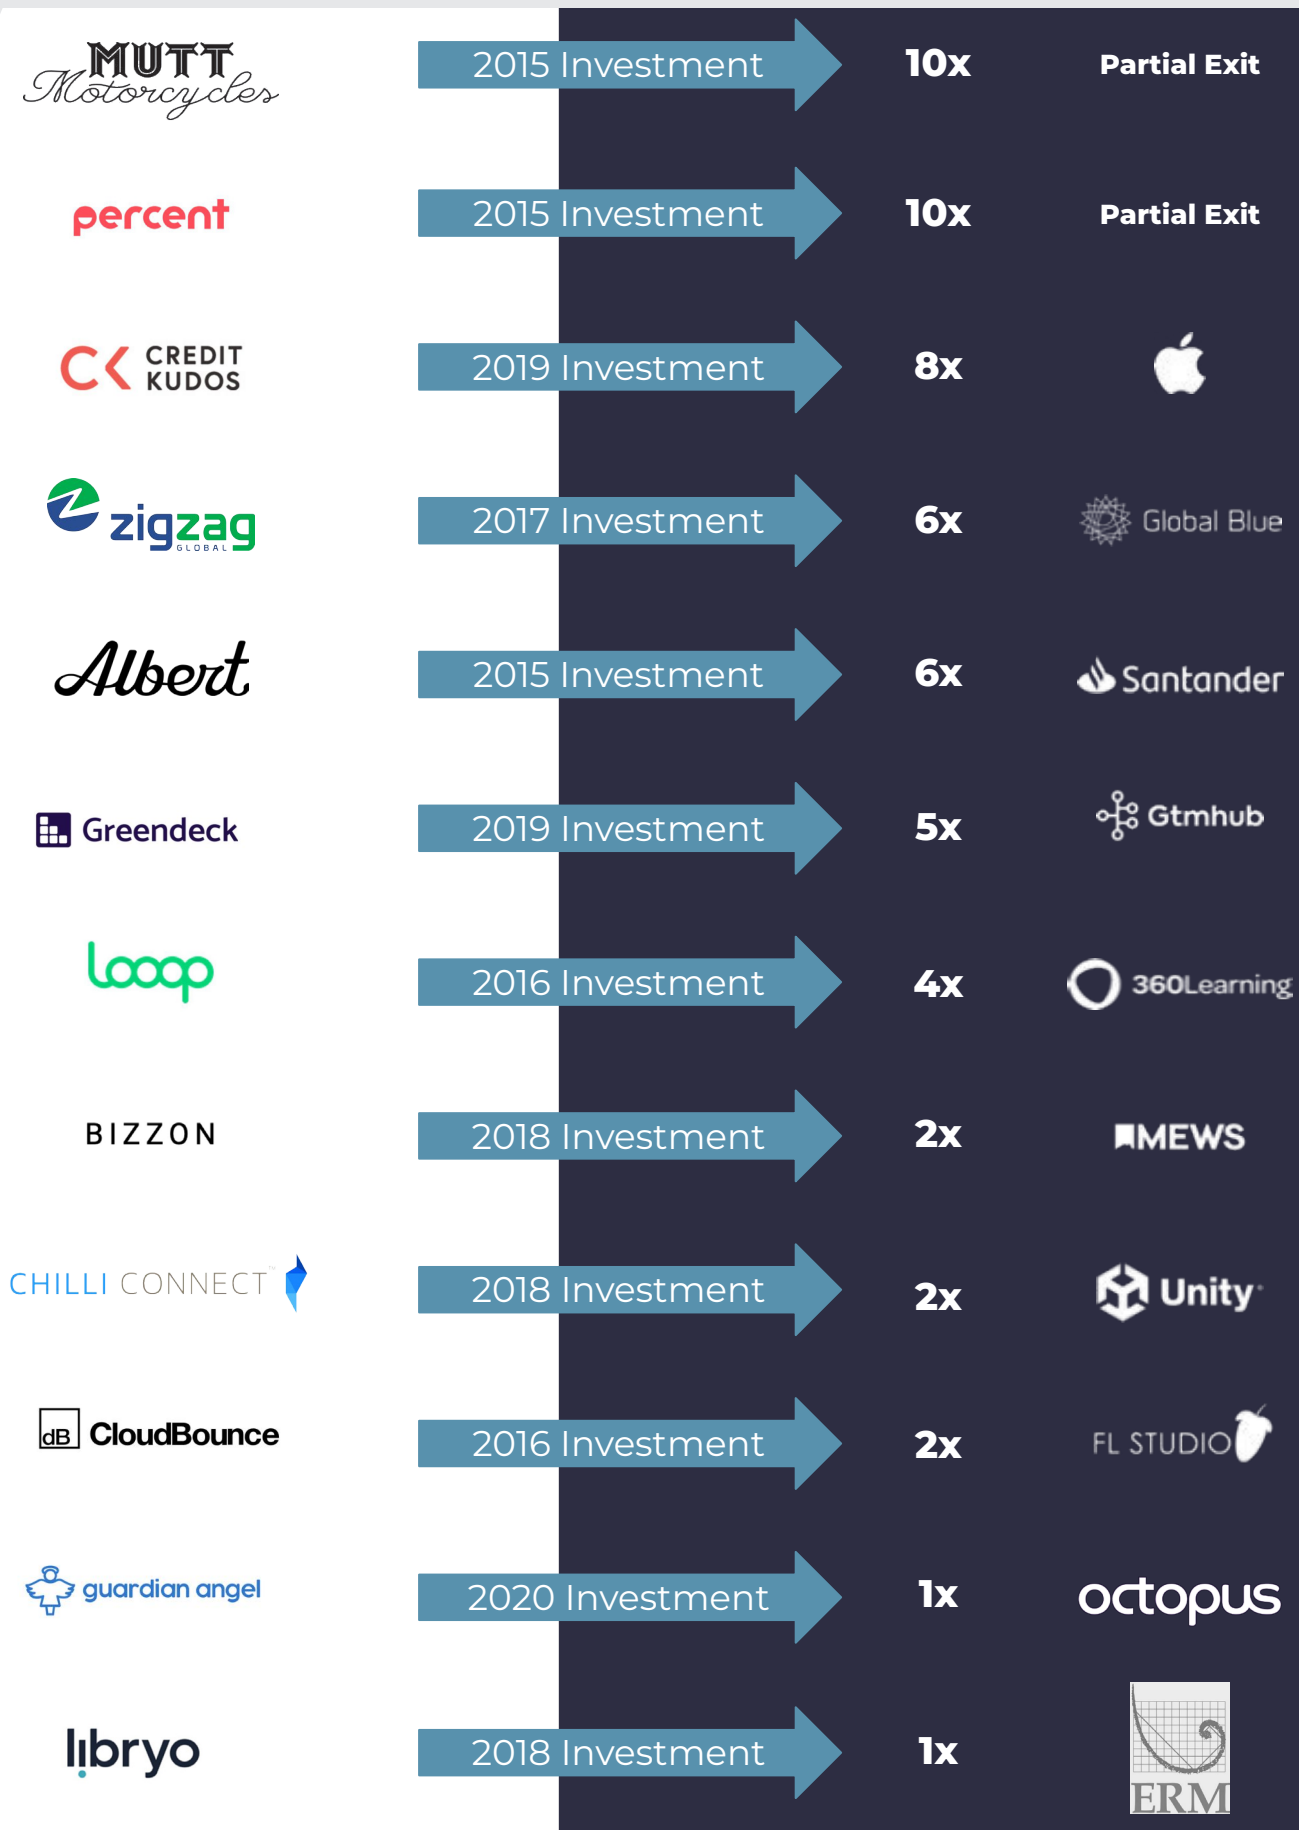 MUTT
Motorcycles
2015 Investment
10x
Partial Exit
percent
2015 Investment
10x
Partial Exit
CK CREDIT
KUDOS
2019 Investment
8x
zigzag
GLOBAL
2017 Investment
6x
Global Blue
Albert
2015 Investment
6x
Santander
Greendeck
2019 Investment
5x
Gtmhub
looop
2016 Investment
4x
360Learning
BIZZON
2018 Investment
2x
MEWS
CHILLI CONNECT™
2018 Investment
2x
Unity
dB CloudBounce
2016 Investment
2x
FL STUDIO
guardian angel
2020 Investment
1x
octopus
libryo
2018 Investment
1x
ERM